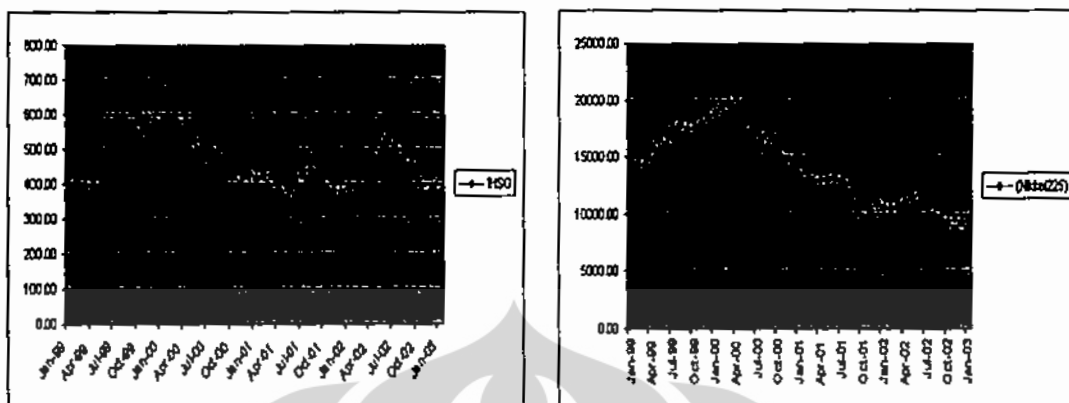 800.00
700.00
600.00
500.00
400.00
300.00
200.00
100.00
0.00
Jan-99
Apr-99
Jul-99
Oct-99
Jan-00
Apr-00
Jul-00
Oct-00
Jan-01
Apr-01
Jul-01
Oct-01
Jan-02
Apr-02
Jul-02
Oct-02
Jan-03
IHSG
25000.00
20000.00
15000.00
10000.00
5000.00
0.00
Jan-99
Apr-99
Jul-99
Oct-99
Jan-00
Apr-00
Jul-00
Oct-00
Jan-01
Apr-01
Jul-01
Oct-01
Jan-02
Apr-02
Jul-02
Oct-02
Jan-03
(Nikkei225)